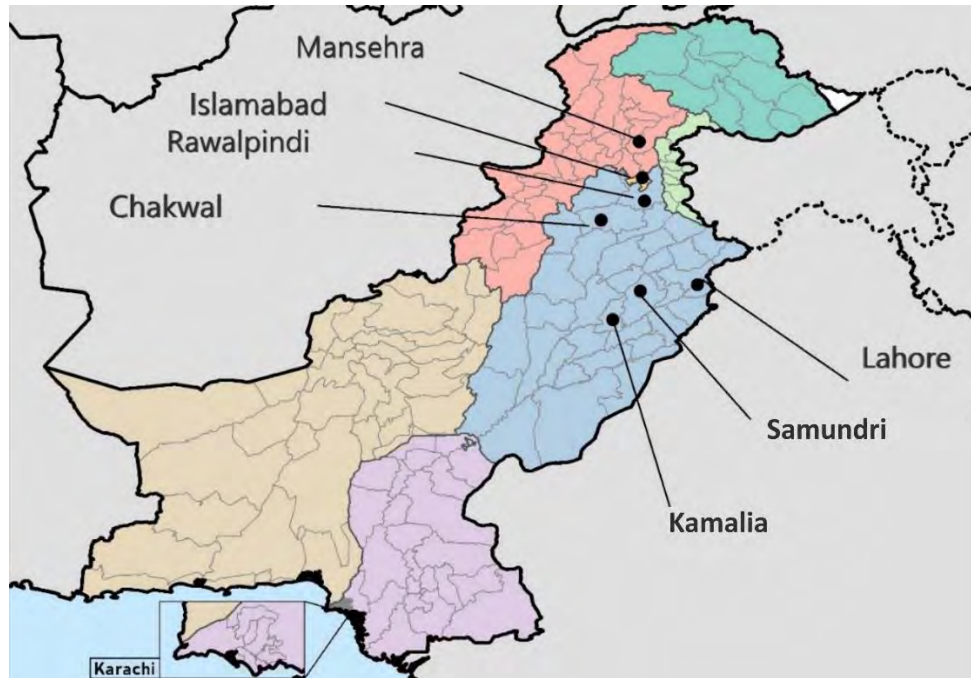 Mansehra
Islamabad
Rawalpindi
Chakwal
Lahore
Samundri
Kamalia
Karachi